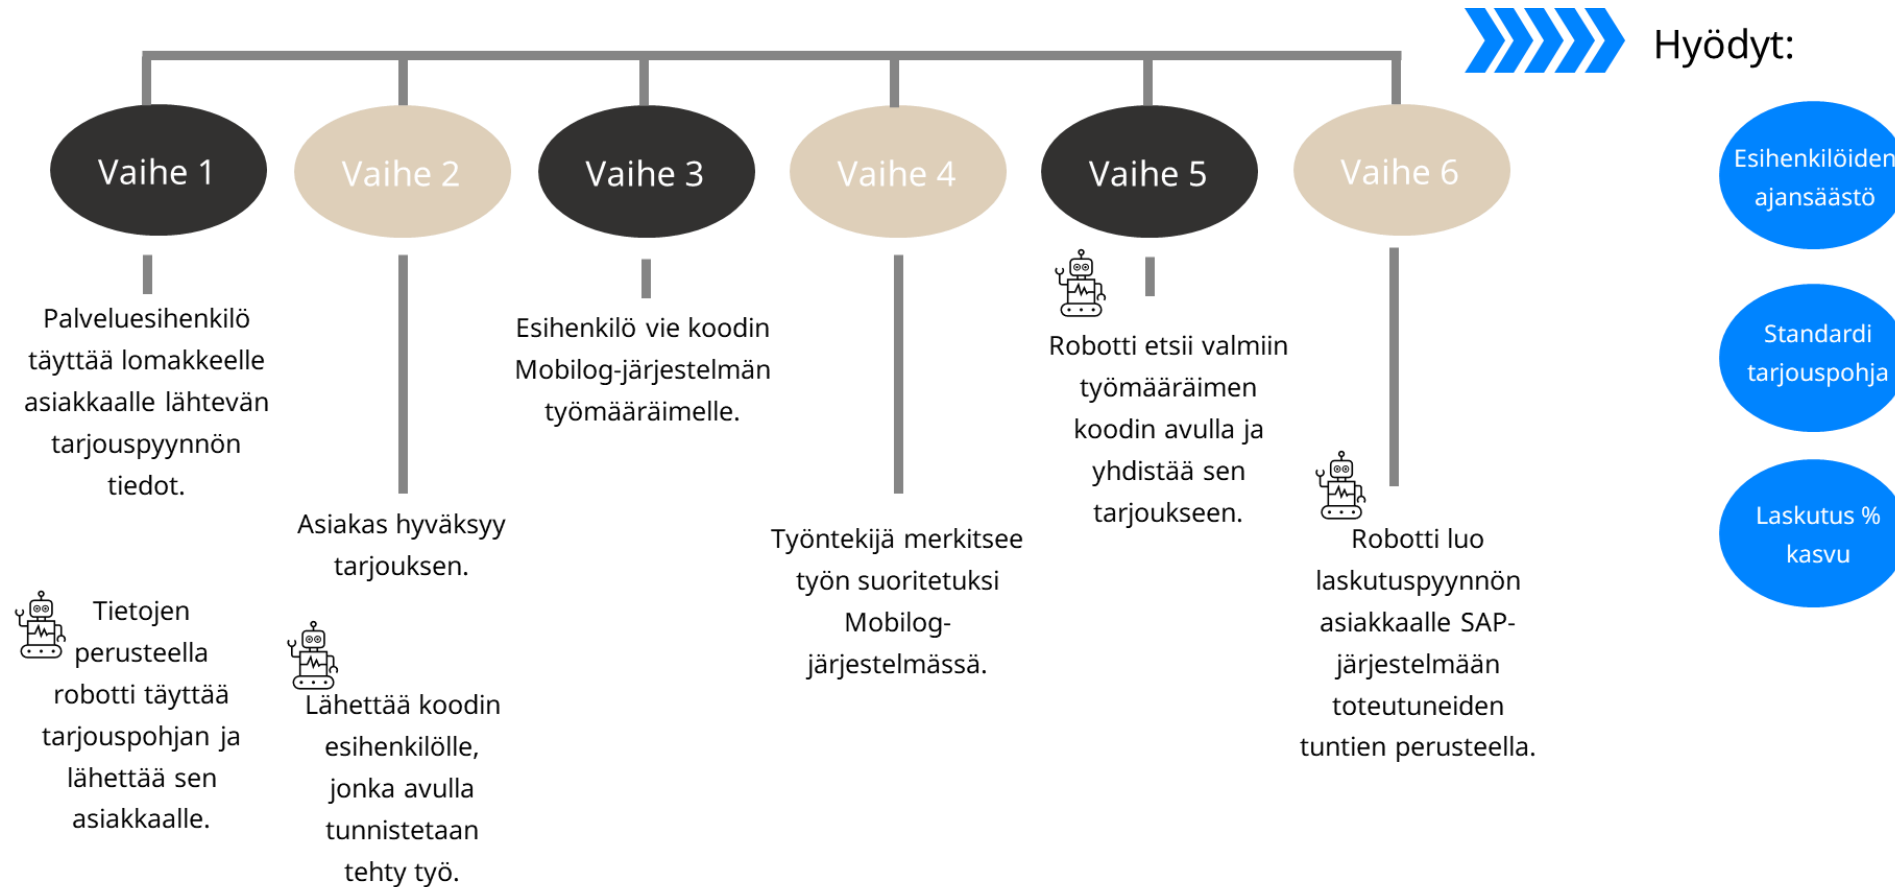 Hyödyt:
Vaihe 1
Vaihe 2
Vaihe 3
Vaihe 4
Vaihe 5
Vaihe 6
Palveluesihenkilö
täyttää lomakkeelle
asiakkaalle lähtevän
tarjouspyynnön
tiedot.
Tietojen
perusteella
robotti täyttää
tarjouspohjan ja
lähettää sen
asiakkaalle.
Asiakas hyväksyy
tarjouksen.
Lähettää koodin
esihenkilölle,
jonka avulla
tunnistetaan
tehty työ.
Esihenkilö vie koodin
Mobilog-järjestelmän
työmääräimelle.
Työntekijä merkitsee
työn suoritetuksi
Mobilog-
järjestelmässä.
Robotti etsii valmiin
työmääräimen
koodin avulla ja
yhdistää sen
tarjoukseen.
Robotti luo
laskutuspyynnön
asiakkaalle SAP-
järjestelmään
toteutuneiden
tuntien perusteella.
Esihenkilöiden
ajansäästö
Standardi
tarjouspohja
Laskutus %
kasvu